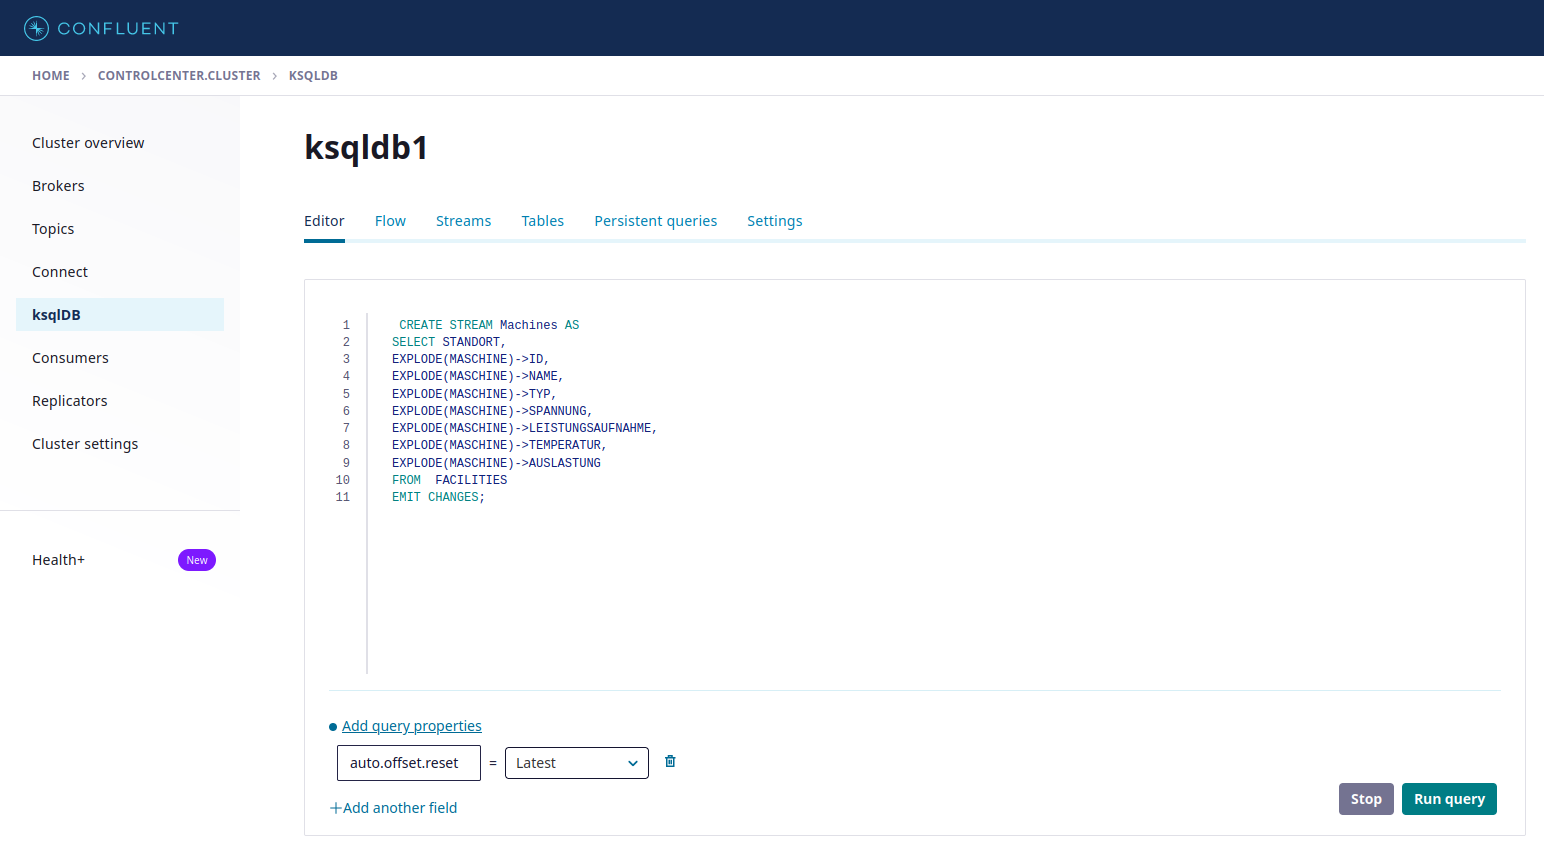 CONFLUENT
HOME > CONTROLCENTER.CLUSTER > KSQLDB
Cluster overview
Brokers
Topics
Connect
ksqlDB
Consumers
Replicators
Cluster settings
Health+ New
ksqldb1
Editor Flow Streams Tables Persistent queries Settings
1 CREATE STREAM Machines AS
2 SELECT STANDORT,
3 EXPLODE(MASCHINE)->ID,
4 EXPLODE(MASCHINE)->NAME,
5 EXPLODE(MASCHINE)->TYP,
6 EXPLODE(MASCHINE)->SPANNUNG,
7 EXPLODE(MASCHINE)->LEISTUNGSAUFNAHME,
8 EXPLODE(MASCHINE)->TEMPERATUR,
9 EXPLODE(MASCHINE)->AUSLASTUNG
10 FROM  FACILITIES
11 EMIT CHANGES;
Add query properties
auto.offset.reset = Latest
+Add another field
Stop Run query